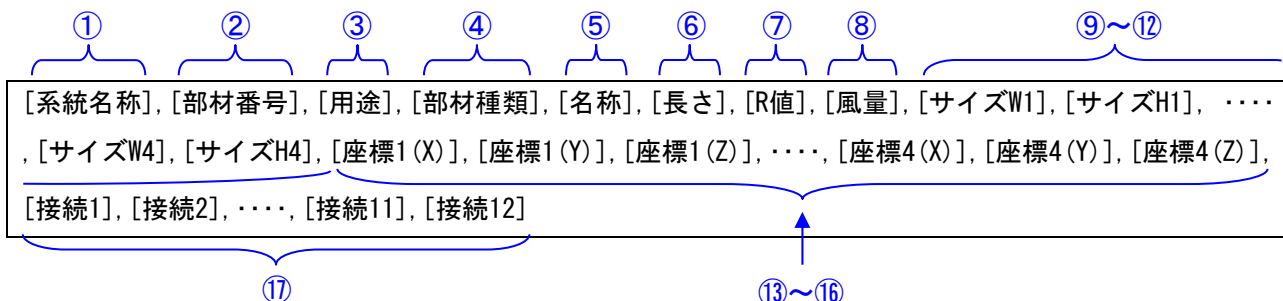 ① ② ③ ④ ⑤ ⑥ ⑦ ⑧ ⑨～⑫
[系統名称],[部材番号],[用途],[部材種類],[名称],[長さ],[R値],[風量],[サイズW1],[サイズH1], ････
,[サイズW4],[サイズH4],[座標1(X)],[座標1(Y)],[座標1(Z)],････,[座標4(X)],[座標4(Y)],[座標4(Z)],
[接続1],[接続2],････,[接続11],[接続12]
⑰ ⑬～⑯